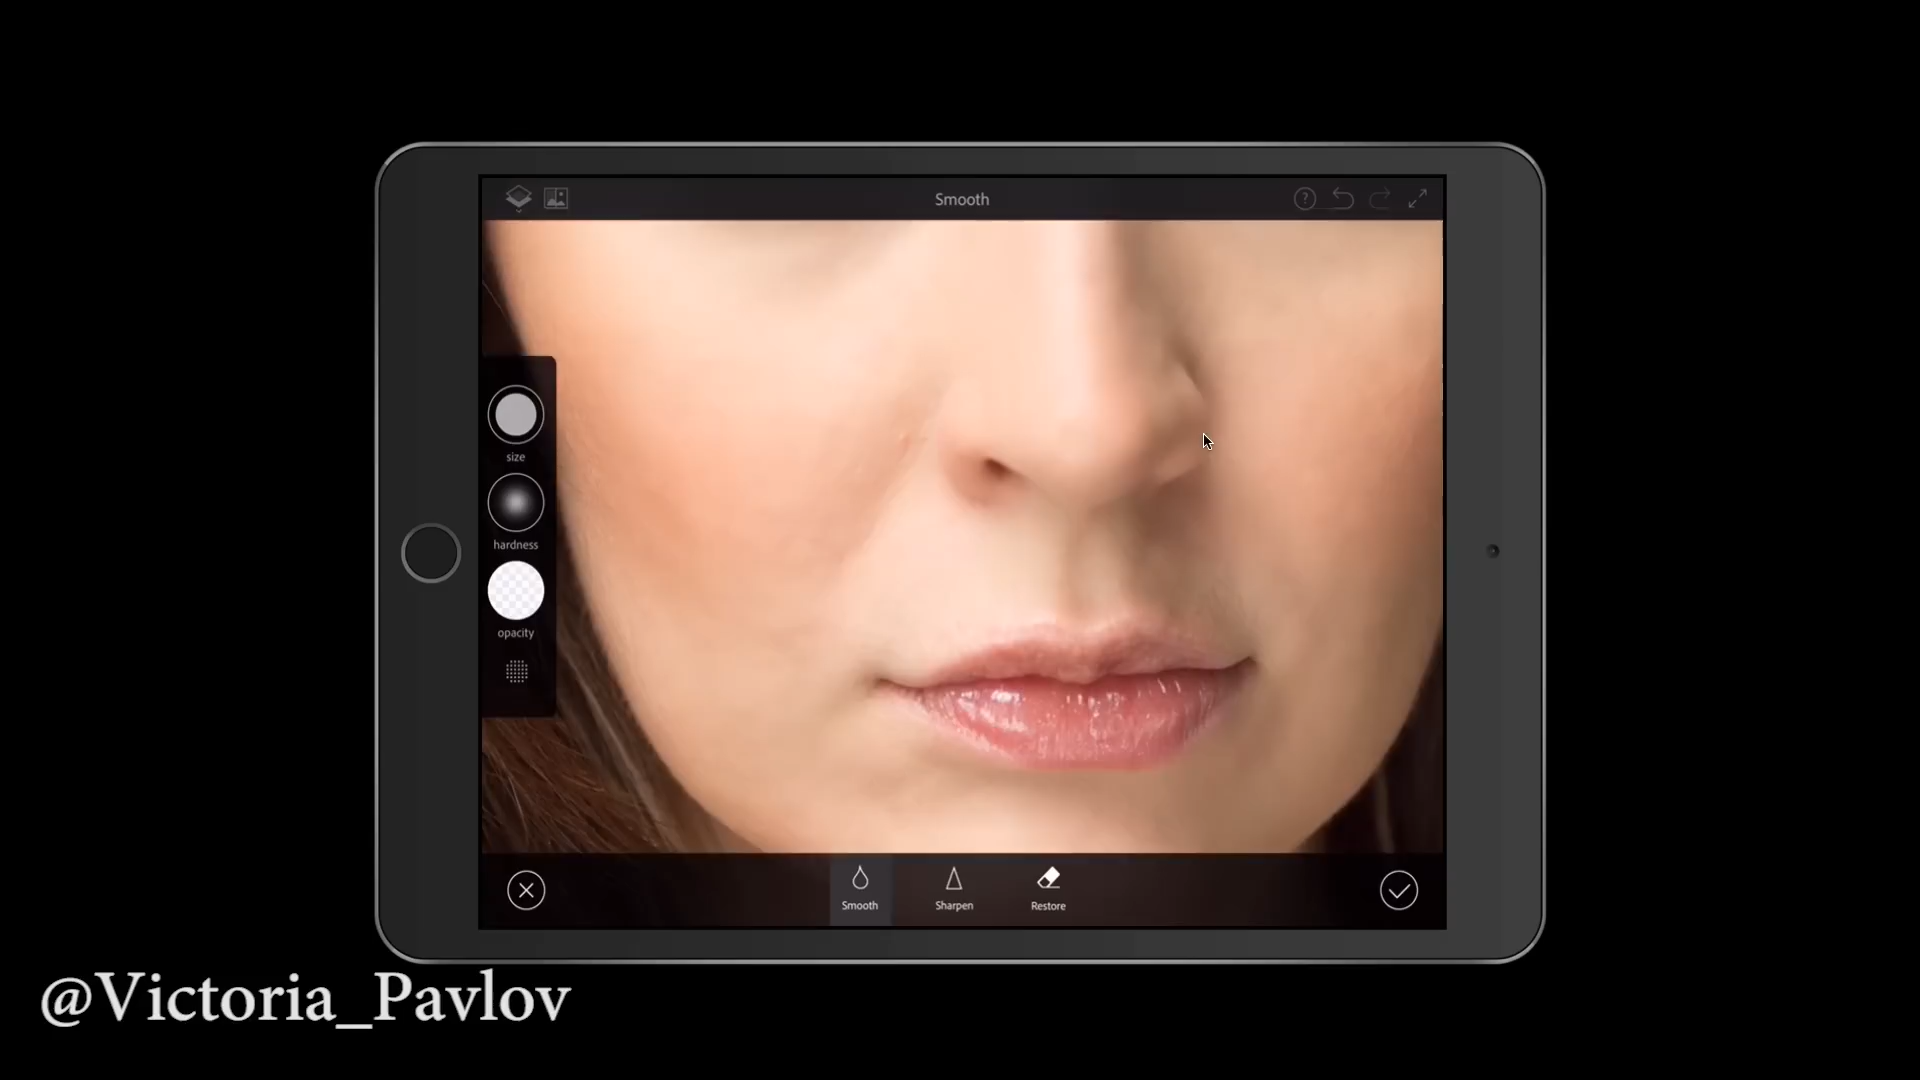 Smooth
size
hardness
opacity
Smooth
Sharpen
Restore
@Victoria_Pavlov